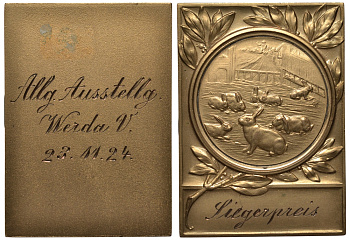 Allg Ausstellg.
Werda V.
23.11.24.
Siegerpreis